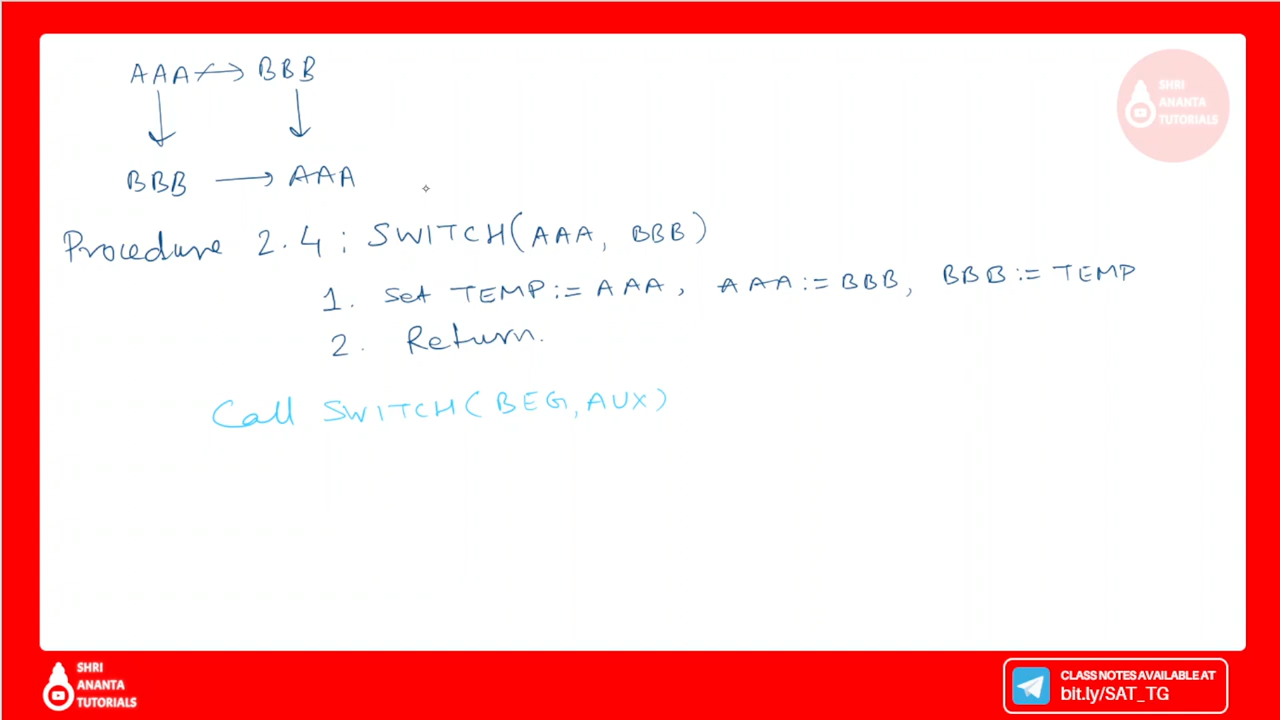 AAA ↔ BBB
↓ ↓
BBB → AAA
Procedure 2.4 : SWITCH(AAA, BBB)
1. Set TEMP := AAA, AAA := BBB, BBB := TEMP
2. Return.
Call SWITCH(BEG, AUX)
SHRI
ANANTA
TUTORIALS
SHRI
ANANTA
TUTORIALS
CLASS NOTES AVAILABLE AT
bit.ly/SAT_TG